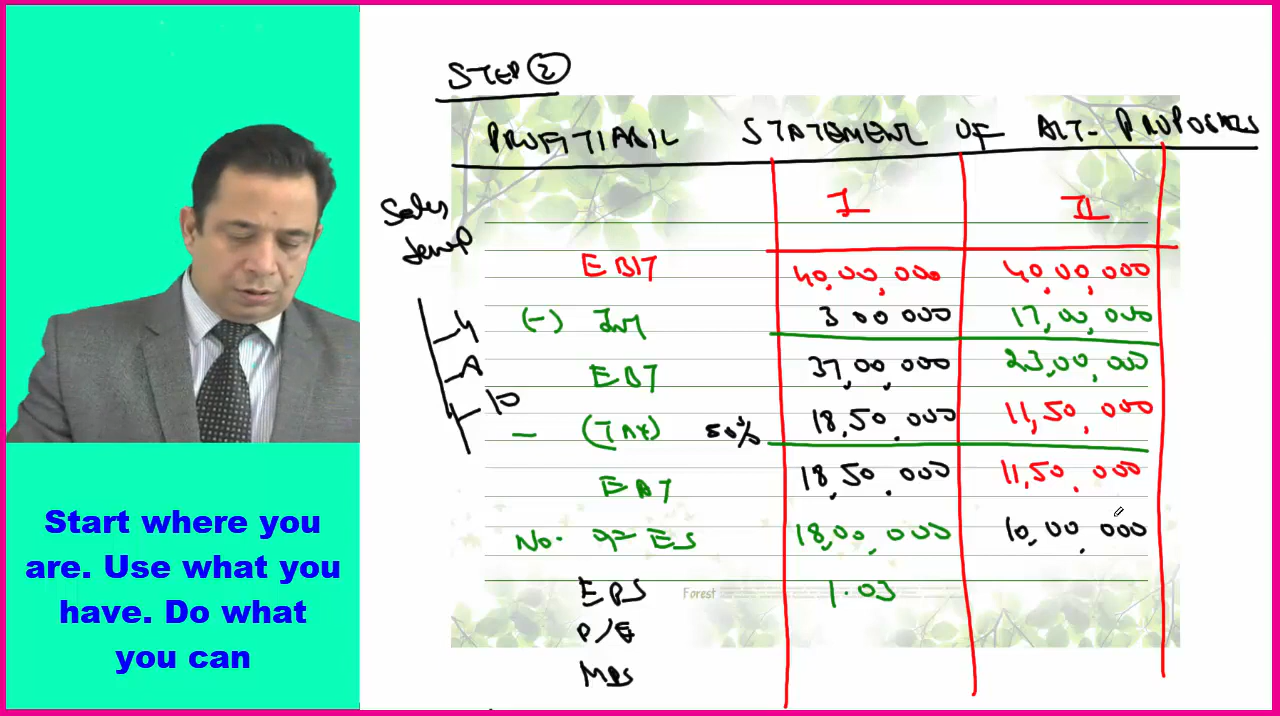 STEP 2
PROFITIABIL STATEMENT OF ALT- PROPOSALS
Sales
Level
I II
EBIT 40,00,000 40,00,000
(-) Int 3 00 000 17,00,000
EBT 37,00,000 23,00,000
- (Tax) 50% 18,50,000 11,50,000
EAT 18,50,000 11,50,000
No. of ES 18,00,000 10,00,000
EPS 1.03
P/E
MPS
Forest
Start where you
are. Use what you
have. Do what
you can